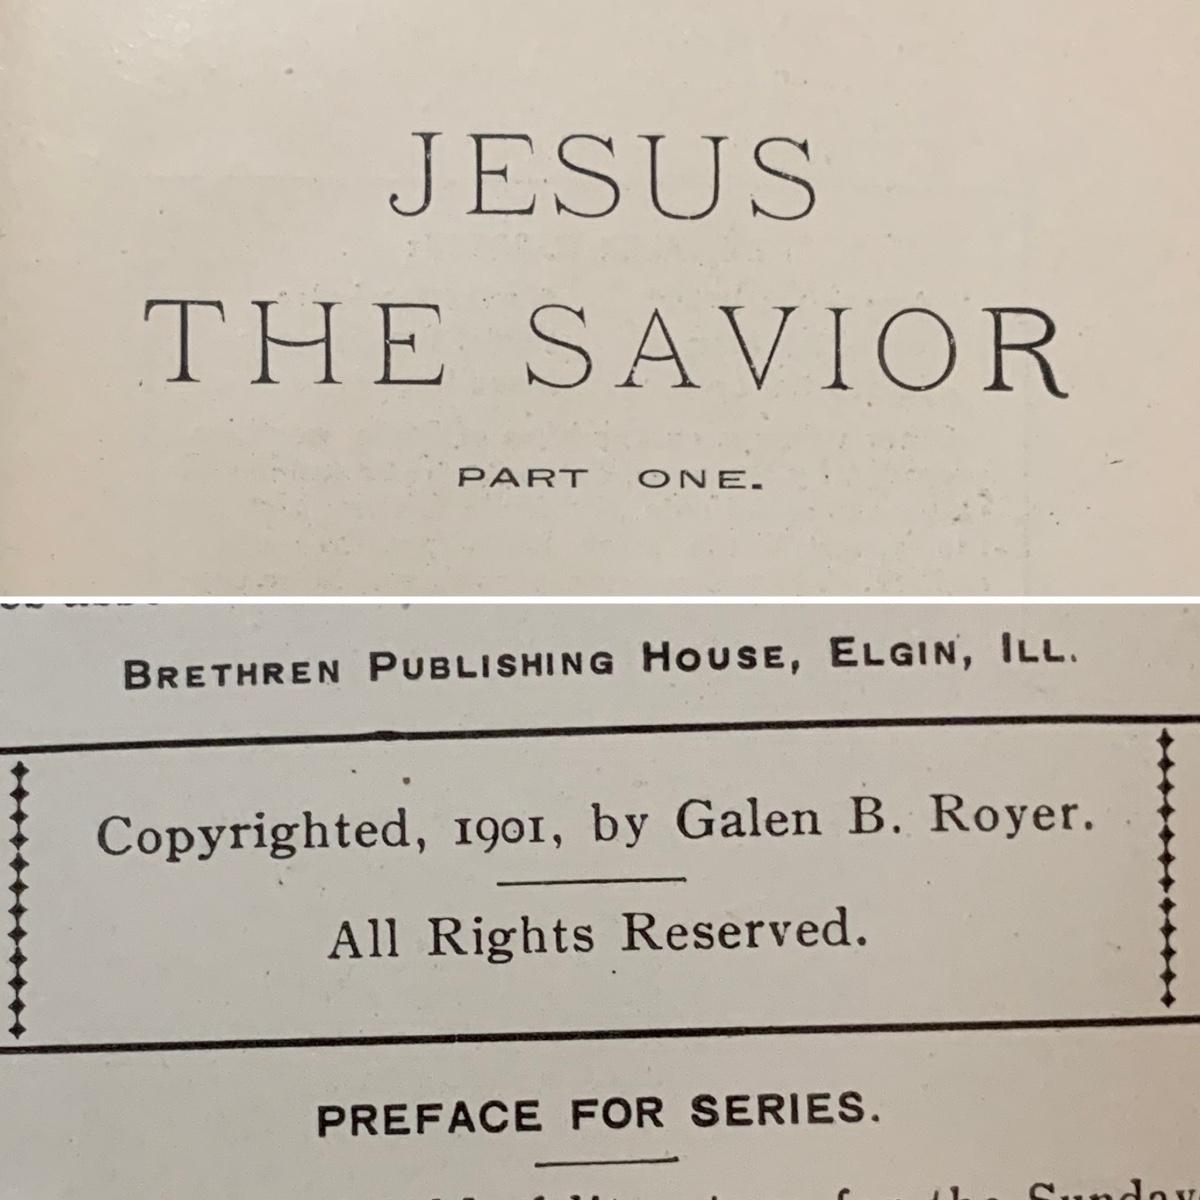 JESUS
THE SAVIOR
PART ONE.
BRETHREN PUBLISHING HOUSE, ELGIN, ILL.
Copyrighted, 1901, by Galen B. Royer.
All Rights Reserved.
PREFACE FOR SERIES.